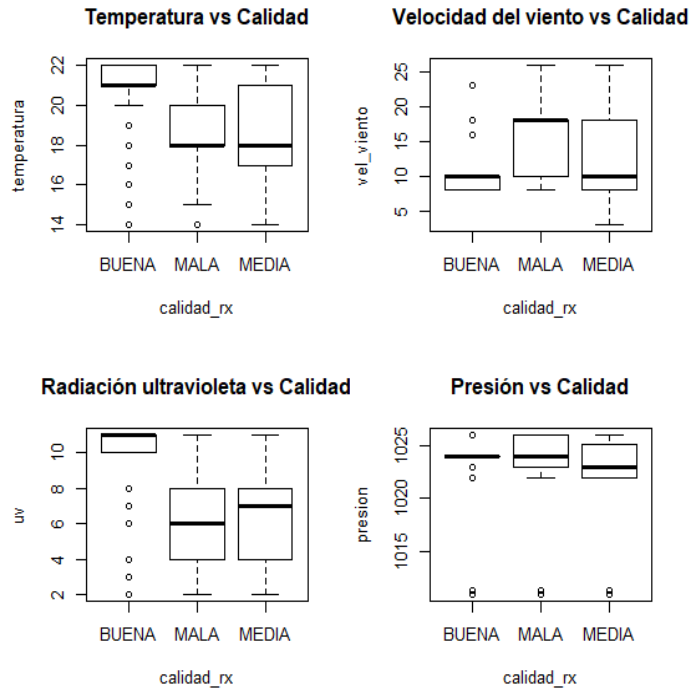 Temperatura vs Calidad
temperatura
14 16 18 20 22
BUENA MALA MEDIA
calidad_rx
Velocidad del viento vs Calidad
vel_viento
5 10 15 20 25
BUENA MALA MEDIA
calidad_rx
Radiación ultravioleta vs Calidad
uv
2 4 6 8 10
BUENA MALA MEDIA
calidad_rx
Presión vs Calidad
presion
1015 1020 1025
BUENA MALA MEDIA
calidad_rx